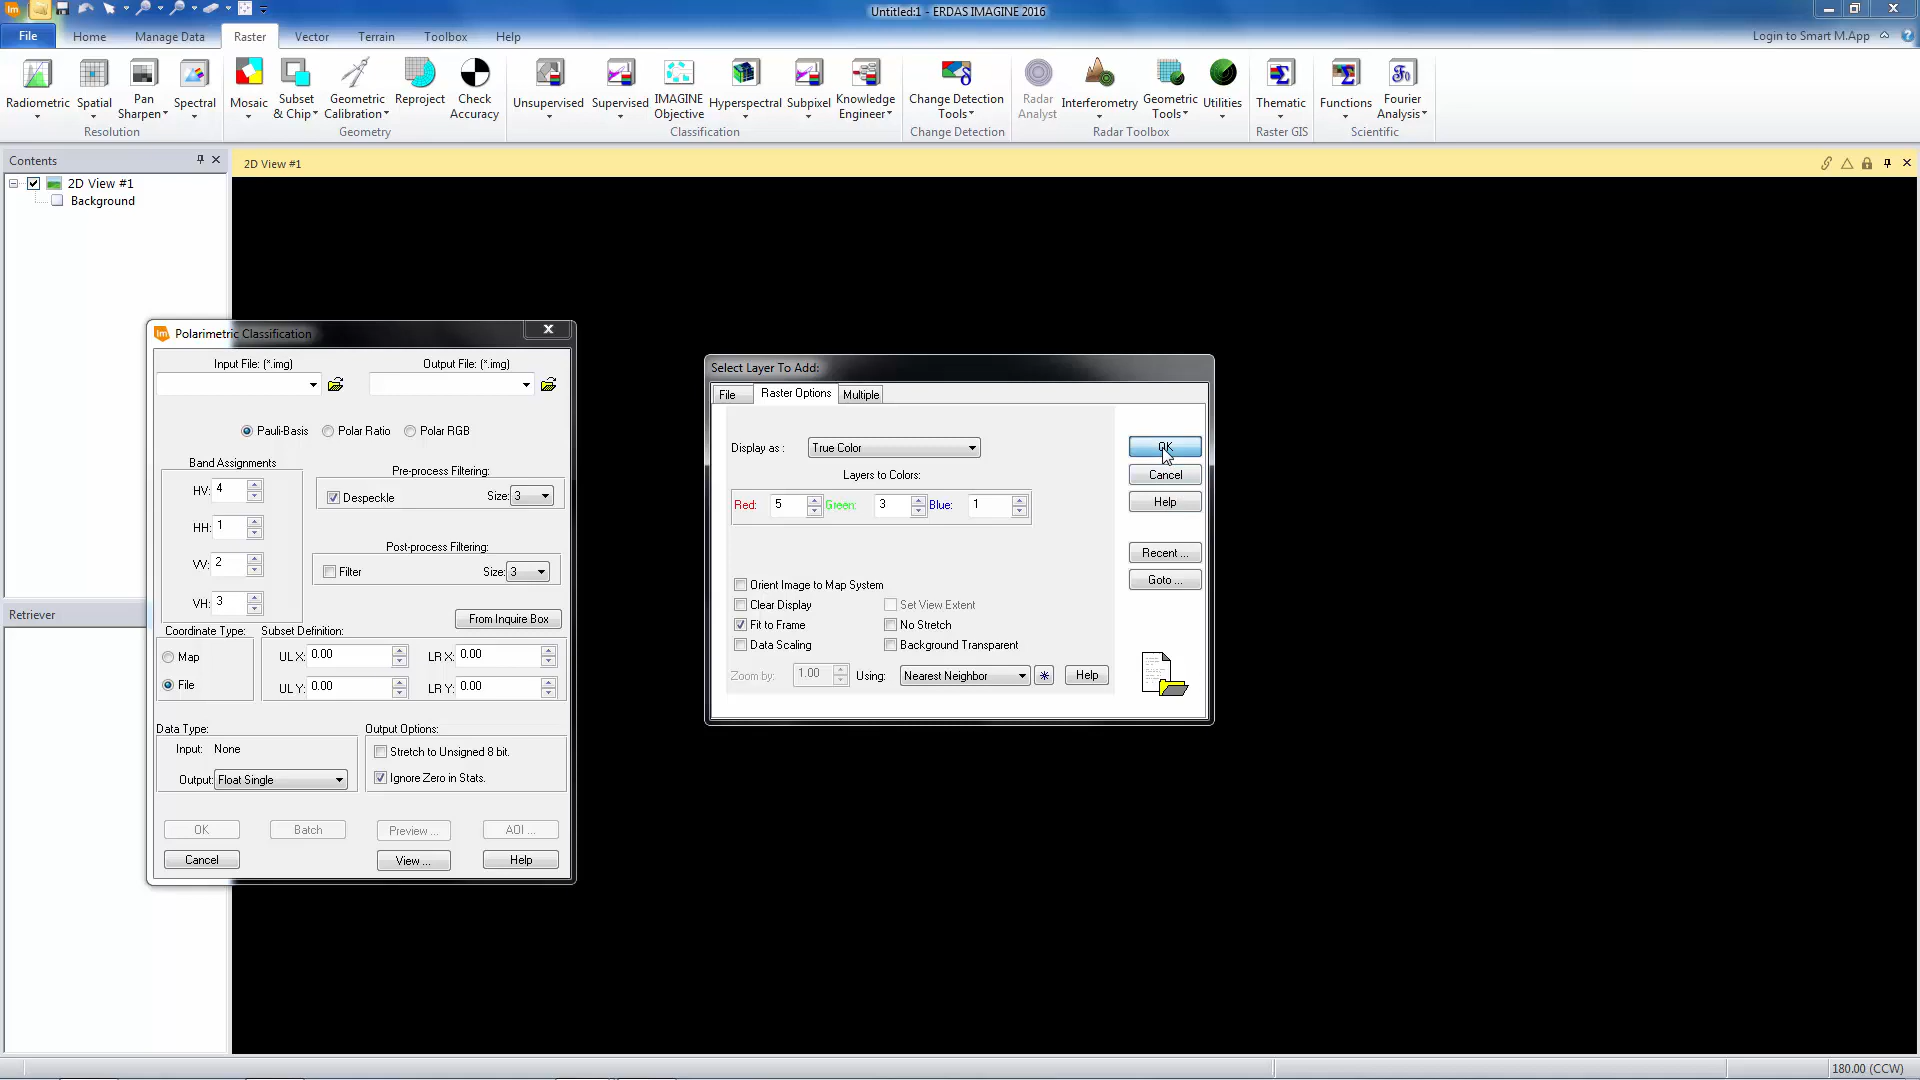 Untitled:1 - ERDAS IMAGINE 2016
File Home Manage Data Raster Vector Terrain Toolbox Help Login to Smart M.App
Radiometric Spatial Pan Sharpen Spectral Mosaic Subset & Chip Geometric Calibration Reproject Check Accuracy Unsupervised Supervised IMAGINE Objective Hyperspectral Subpixel Knowledge Engineer Change Detection Tools Radar Analyst Interferometry Geometric Tools Utilities Thematic Functions Fourier Analysis
Resolution Geometry Classification Change Detection Radar Toolbox Raster GIS Scientific
Contents
2D View #1
Background
Retriever
2D View #1
Im Polarimetric Classification
Input File: (*.img) Output File: (*.img)
Pauli-Basis Polar Ratio Polar RGB
Band Assignments
HV: 4
HH: 1
VV: 2
VH: 3
Pre-process Filtering:
Despeckle Size: 3
Post-process Filtering:
Filter Size: 3
From Inquire Box
Coordinate Type: Subset Definition:
Map UL X: 0.00 LR X: 0.00
File UL Y: 0.00 LR Y: 0.00
Data Type: Output Options:
Input: None Stretch to Unsigned 8 bit.
Output: Float Single Ignore Zero in Stats.
OK Batch Preview ... AOI ...
Cancel View ... Help
Select Layer To Add:
File Raster Options Multiple
Display as : True Color
Layers to Colors:
Red: 5 Green: 3 Blue: 1
Orient Image to Map System
Clear Display Set View Extent
Fit to Frame No Stretch
Data Scaling Background Transparent
Zoom by: 1.00 Using: Nearest Neighbor Help
OK
Cancel
Help
Recent ...
Goto ...
180.00 (CCW)